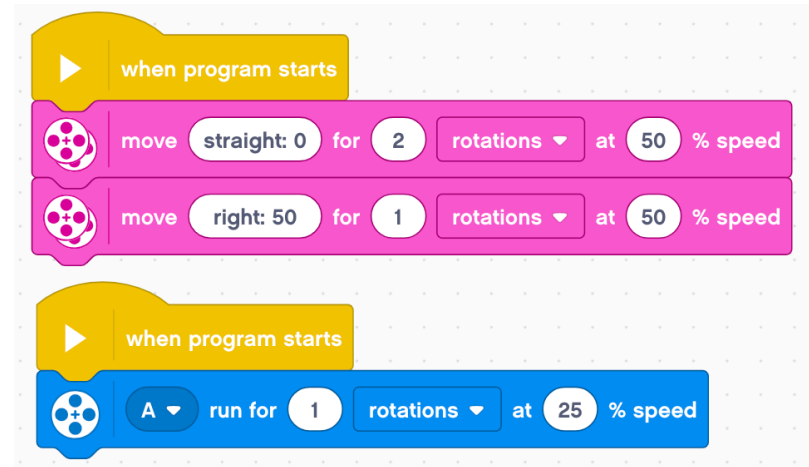 when program starts
move straight: 0 for 2 rotations at 50 % speed
move right: 50 for 1 rotations at 50 % speed
when program starts
A run for 1 rotations at 25 % speed